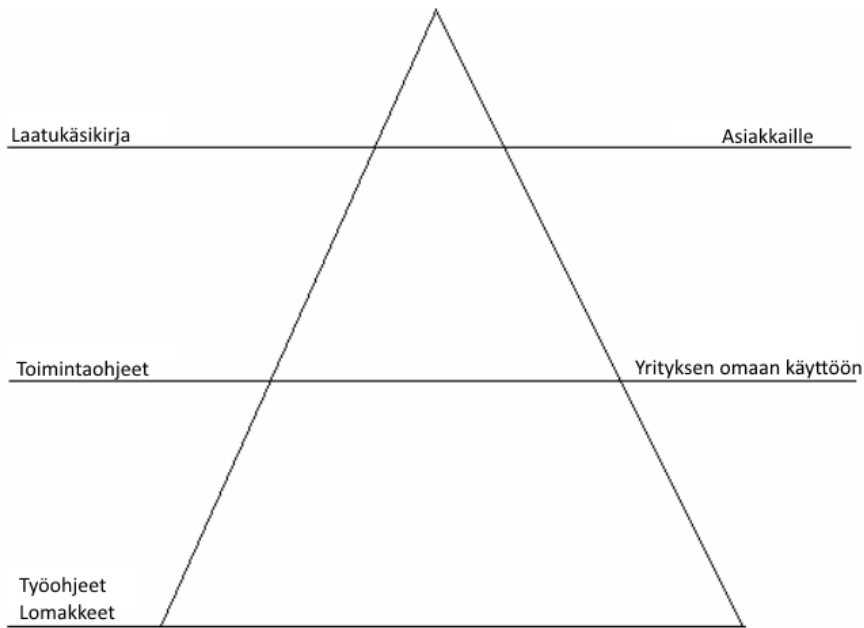 Laatukäsikirja
Asiakkaille
Toimintaohjeet
Yrityksen omaan käyttöön
Työohjeet
Lomakkeet